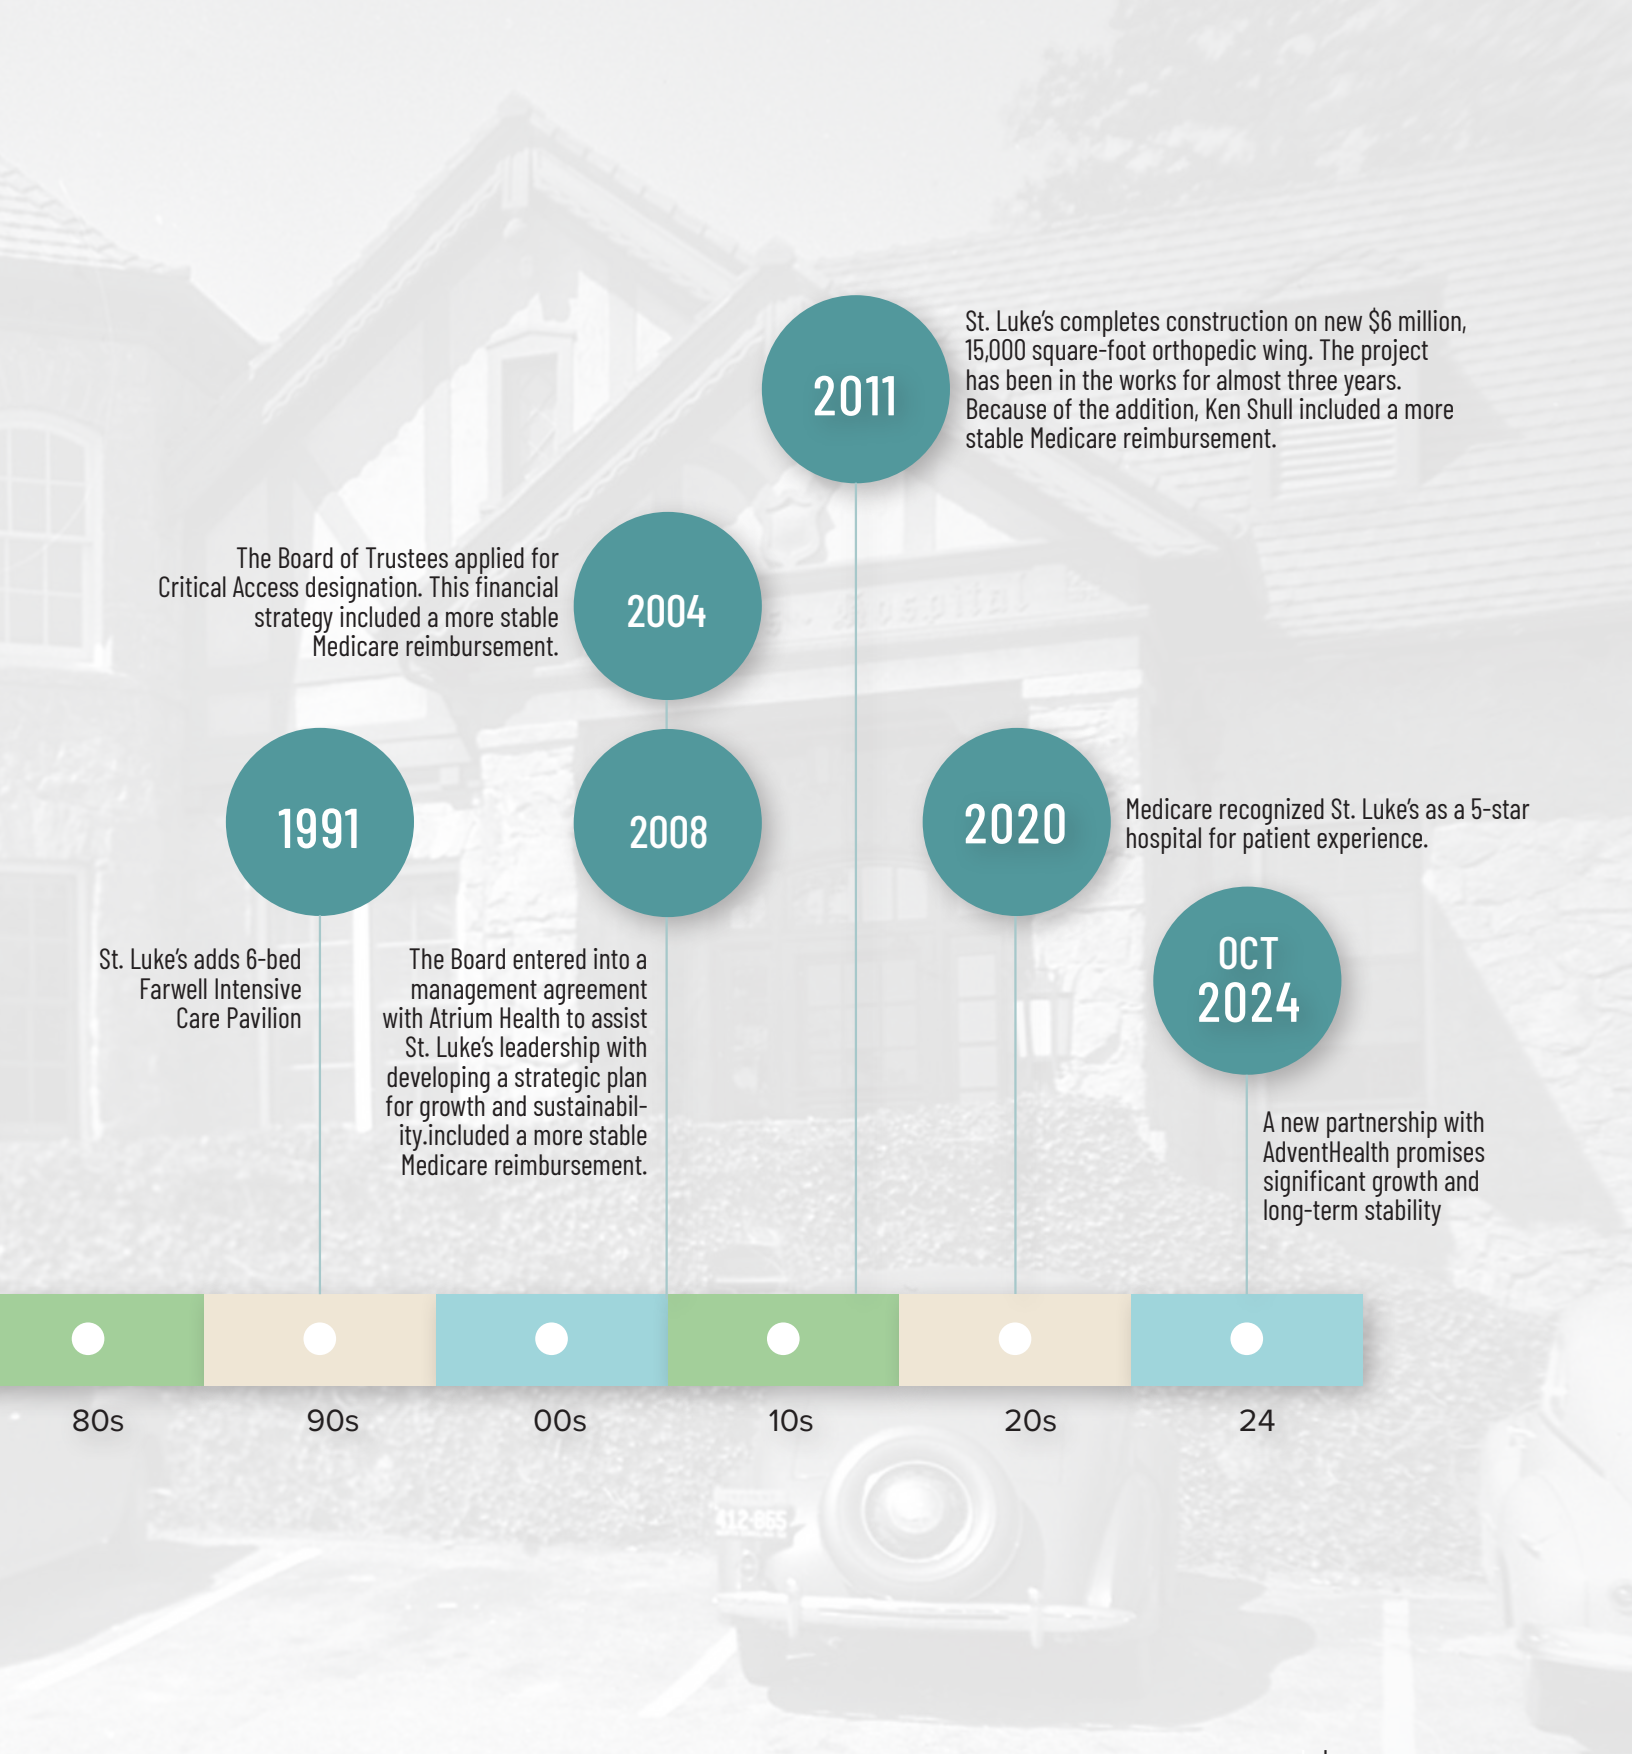 2011
St. Luke's completes construction on new $6 million,
15,000 square-foot orthopedic wing. The project
has been in the works for almost three years.
Because of the addition, Ken Shull included a more
stable Medicare reimbursement.
The Board of Trustees applied for
Critical Access designation. This financial
strategy included a more stable
Medicare reimbursement.
2004
Hospital
1991
St. Luke's adds 6-bed
Farwell Intensive
Care Pavilion
2008
The Board entered into a
management agreement
with Atrium Health to assist
St. Luke's leadership with
developing a strategic plan
for growth and sustainabil-
ity.included a more stable
Medicare reimbursement.
2020
Medicare recognized St. Luke's as a 5-star
hospital for patient experience.
OCT
2024
A new partnership with
AdventHealth promises
significant growth and
long-term stability
80s
90s
00s
10s
20s
24